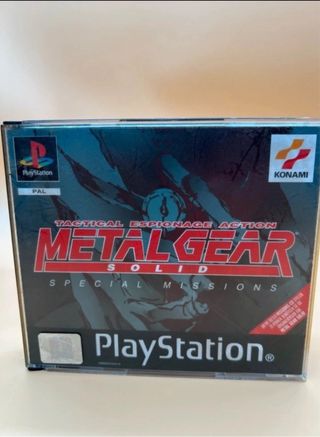 PlayStation
PAL
KONAMI
TACTICAL ESPIONAGE ACTION
METAL GEAR
SOLID
SPECIAL MISSIONS
PlayStation®